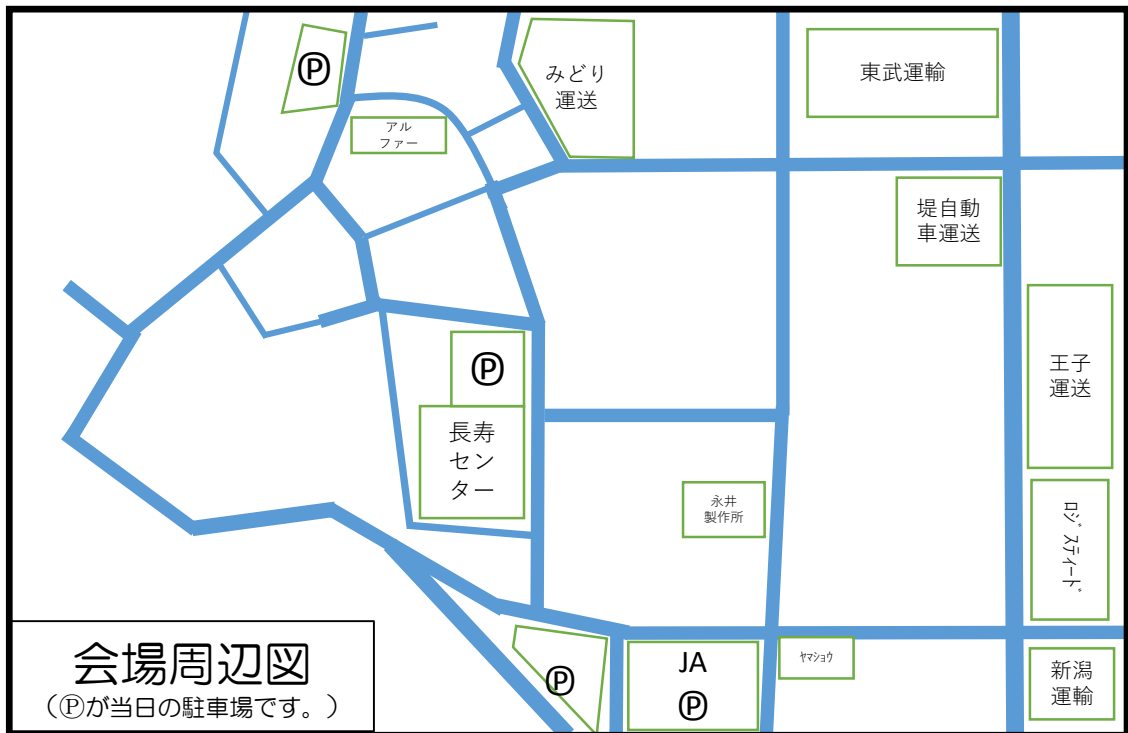 Ⓟ
みどり
運送
東武運輸
アル
ファー
堤自動
車運送
Ⓟ
長寿
セン
ター
王子
運送
永井
製作所
ロジスティード
Ⓟ
JA
Ⓟ
ヤマショウ
新潟
運輸
会場周辺図
（Ⓟが当日の駐車場です。）